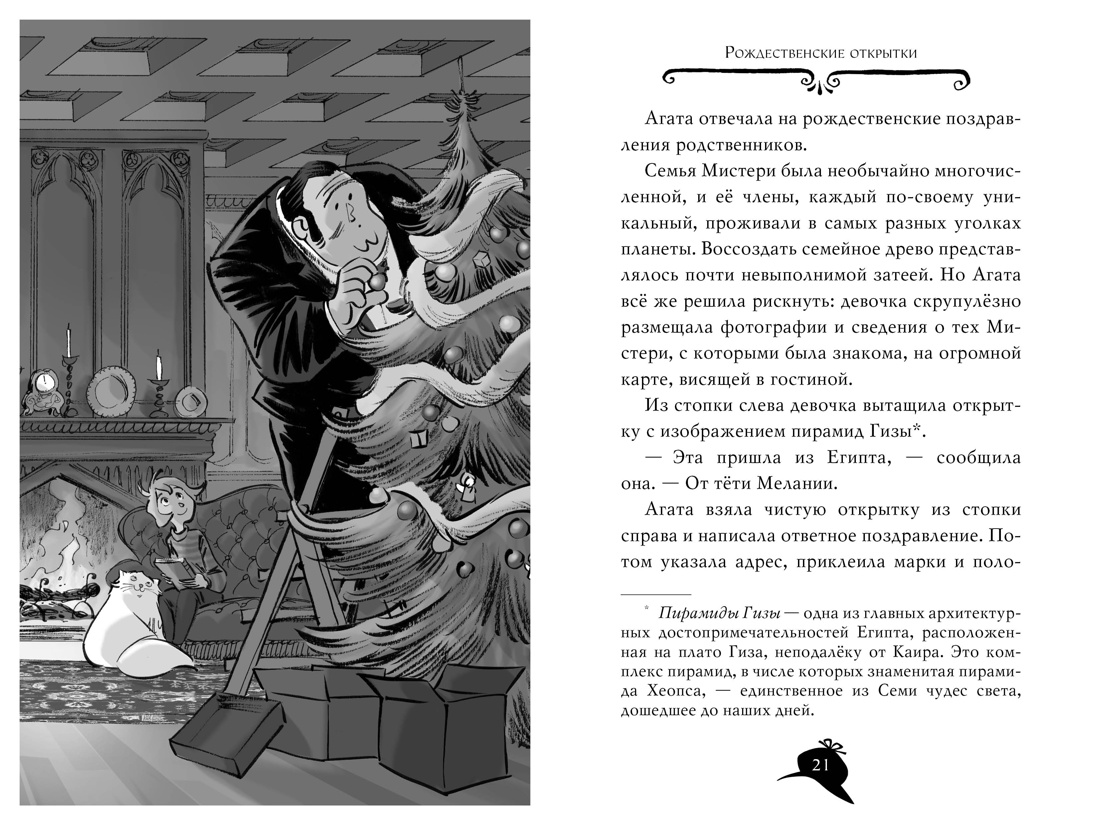 Рождественские открытки
Агата отвечала на рождественские поздрав-
ления родственников.
Семья Мистери была необычайно многочис-
ленной, и её члены, каждый по-своему уни-
кальный, проживали в самых разных уголках
планеты. Воссоздать семейное древо представ-
лялось почти невыполнимой затеей. Но Агата
всё же решила рискнуть: девочка скрупулёзно
размещала фотографии и сведения о тех Ми-
стери, с которыми была знакома, на огромной
карте, висящей в гостиной.
Из стопки слева девочка вытащила открыт-
ку с изображением пирамид Гизы*.
— Эта пришла из Египта, — сообщила
она. — От тёти Мелании.
Агата взяла чистую открытку из стопки
справа и написала ответное поздравление. По-
том указала адрес, приклеила марки и поло-
* Пирамиды Гизы — одна из главных архитектур-
ных достопримечательностей Египта, расположен-
ная на плато Гиза, неподалёку от Каира. Это ком-
плекс пирамид, в числе которых знаменитая пирами-
да Хеопса, — единственное из Семи чудес света,
дошедшее до наших дней.
21